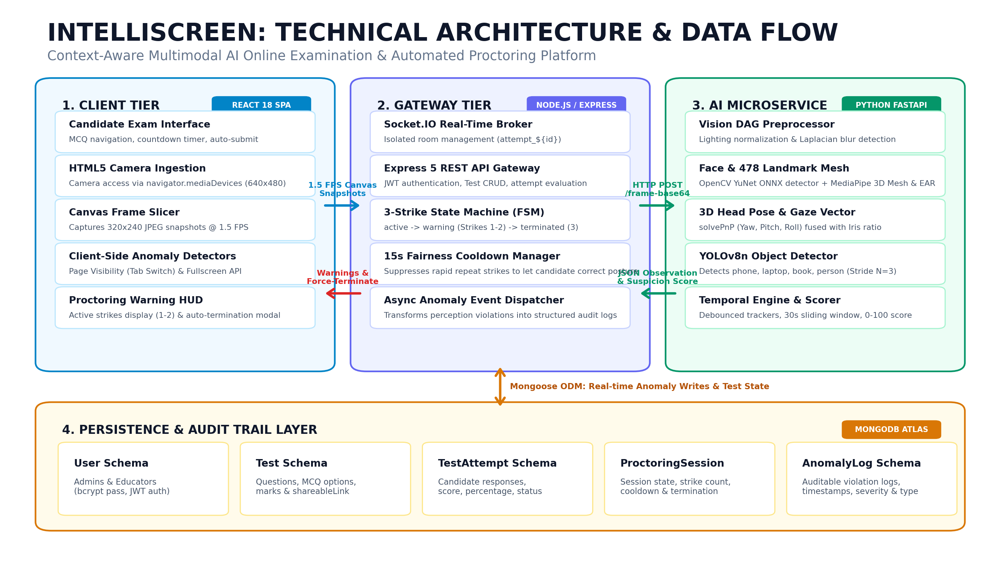 INTELLISCREEN: TECHNICAL ARCHITECTURE & DATA FLOW
Context-Aware Multimodal AI Online Examination & Automated Proctoring Platform
1. CLIENT TIER
REACT 18 SPA
Candidate Exam Interface
MCQ navigation, countdown timer, auto-submit
HTML5 Camera Ingestion
Camera access via navigator.mediaDevices (640x480)
Canvas Frame Slicer
Captures 320x240 JPEG snapshots @ 1.5 FPS
Client-Side Anomaly Detectors
Page Visibility (Tab Switch) & Fullscreen API
Proctoring Warning HUD
Active strikes display (1-2) & auto-termination modal
1.5 FPS Canvas
Snapshots
Warnings &
Force-Terminate
2. GATEWAY TIER
NODE.JS / EXPRESS
Socket.IO Real-Time Broker
Isolated room management (attempt_${id})
Express 5 REST API Gateway
JWT authentication, Test CRUD, attempt evaluation
3-Strike State Machine (FSM)
active -> warning (Strikes 1-2) -> terminated (3)
15s Fairness Cooldown Manager
Suppresses rapid repeat strikes to let candidate correct posture
Async Anomaly Event Dispatcher
Transforms perception violations into structured audit logs
HTTP POST
/frame-base64
JSON Observation
& Suspicion Score
3. AI MICROSERVICE
PYTHON FASTAPI
Vision DAG Preprocessor
Lighting normalization & Laplacian blur detection
Face & 478 Landmark Mesh
OpenCV YuNet ONNX detector + MediaPipe 3D Mesh & EAR
3D Head Pose & Gaze Vector
solvePnP (Yaw, Pitch, Roll) fused with Iris ratio
YOLOv8n Object Detector
Detects phone, laptop, book, person (Stride N=3)
Temporal Engine & Scorer
Debounced trackers, 30s sliding window, 0-100 score
Mongoose ODM: Real-time Anomaly Writes & Test State
4. PERSISTENCE & AUDIT TRAIL LAYER
MONGODB ATLAS
User Schema
Admins & Educators
(bcrypt pass, JWT auth)
Test Schema
Questions, MCQ options,
marks & shareableLink
TestAttempt Schema
Candidate responses,
score, percentage, status
ProctoringSession
Session state, strike count,
cooldown & termination
AnomalyLog Schema
Auditable violation logs,
timestamps, severity & type